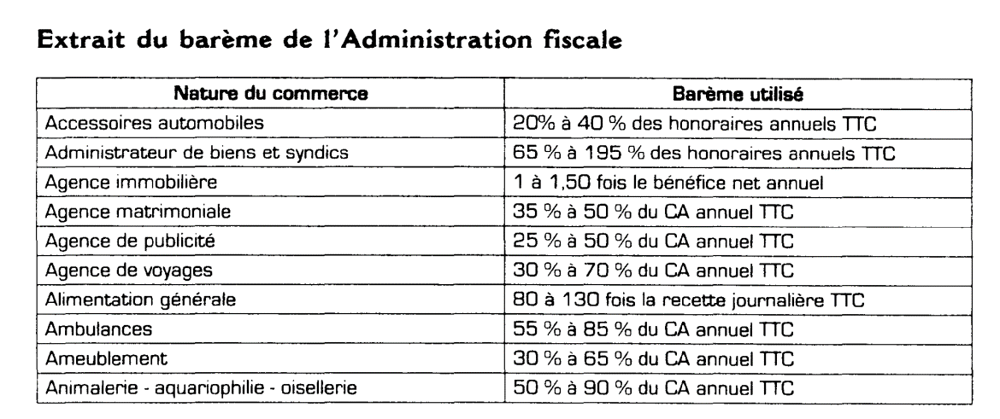 Extrait du barème de l'Administration fiscale
Nature du commerce Barème utilisé
Accessoires automobiles 20% à 40 % des honoraires annuels TTC
Administrateur de biens et syndics 65 % à 195 % des honoraires annuels TTC
Agence immobilière 1 à 1,50 fois le bénéfice net annuel
Agence matrimoniale 35 % à 50 % du CA annuel TTC
Agence de publicité 25 % à 50 % du CA annuel TTC
Agence de voyages 30 % à 70 % du CA annuel TTC
Alimentation générale 80 à 130 fois la recette journalière TTC
Ambulances 55 % à 85 % du CA annuel TTC
Ameublement 30 % à 65 % du CA annuel TTC
Animalerie - aquariophilie - oisellerie 50 % à 90 % du CA annuel TTC